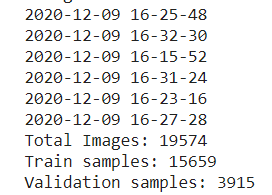 2020-12-09 16-25-48
2020-12-09 16-32-30
2020-12-09 16-15-52
2020-12-09 16-31-24
2020-12-09 16-23-16
2020-12-09 16-27-28
Total Images: 19574
Train samples: 15659
Validation samples: 3915